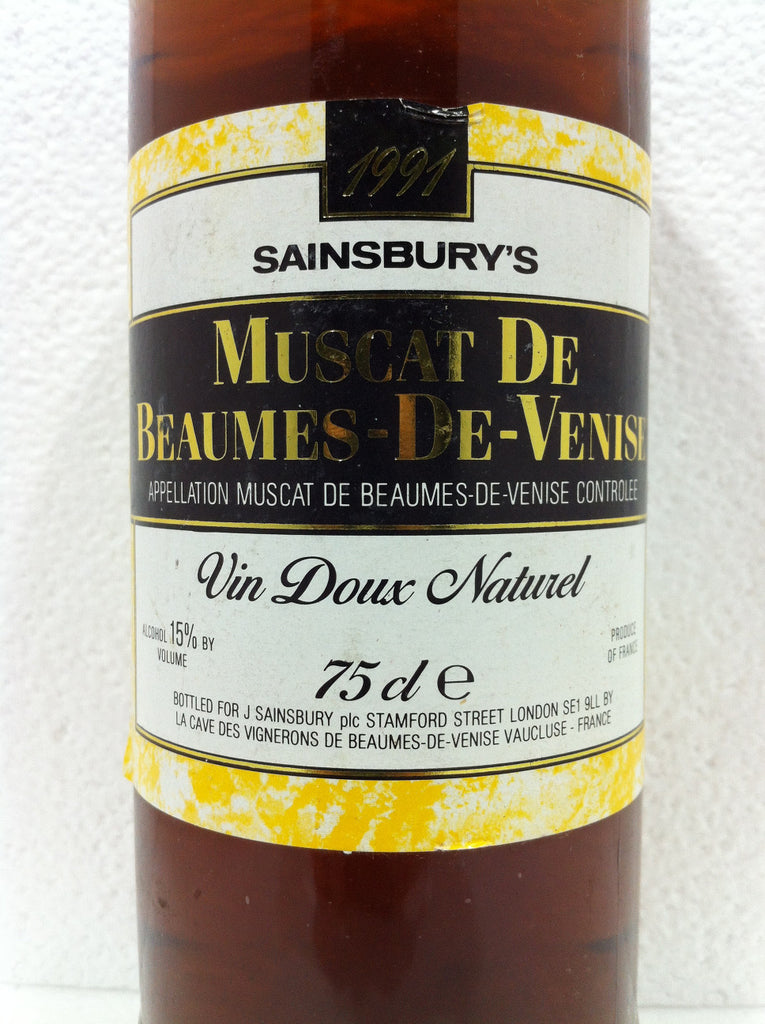 1991
SAINSBURY'S
MUSCAT DE
BEAUMES-DE-VENISE
APPELLATION MUSCAT DE BEAUMES-DE-VENISE CONTROLEE
Vin Doux Naturel
ALCOHOL 15% BY
VOLUME
PRODUCE
OF FRANCE
75 cl e
BOTTLED FOR J SAINSBURY plc STAMFORD STREET LONDON SE1 9LL BY
LA CAVE DES VIGNERONS DE BEAUMES-DE-VENISE VAUCLUSE - FRANCE